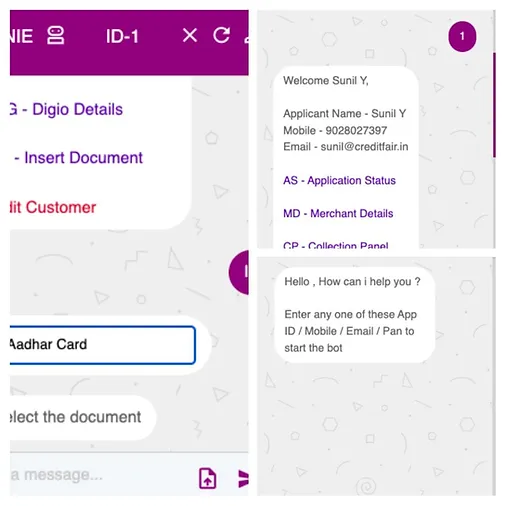 NIE ID-1
G - Digio Details
- Insert Document
dit Customer
Aadhar Card
elect the document
a message...
1
Welcome Sunil Y,
Applicant Name - Sunil Y
Mobile - 9028027397
Email - sunil@creditfair.in
AS - Application Status
MD - Merchant Details
CP - Collection Panel
Hello , How can i help you ?
Enter any one of these App
ID / Mobile / Email / Pan to
start the bot